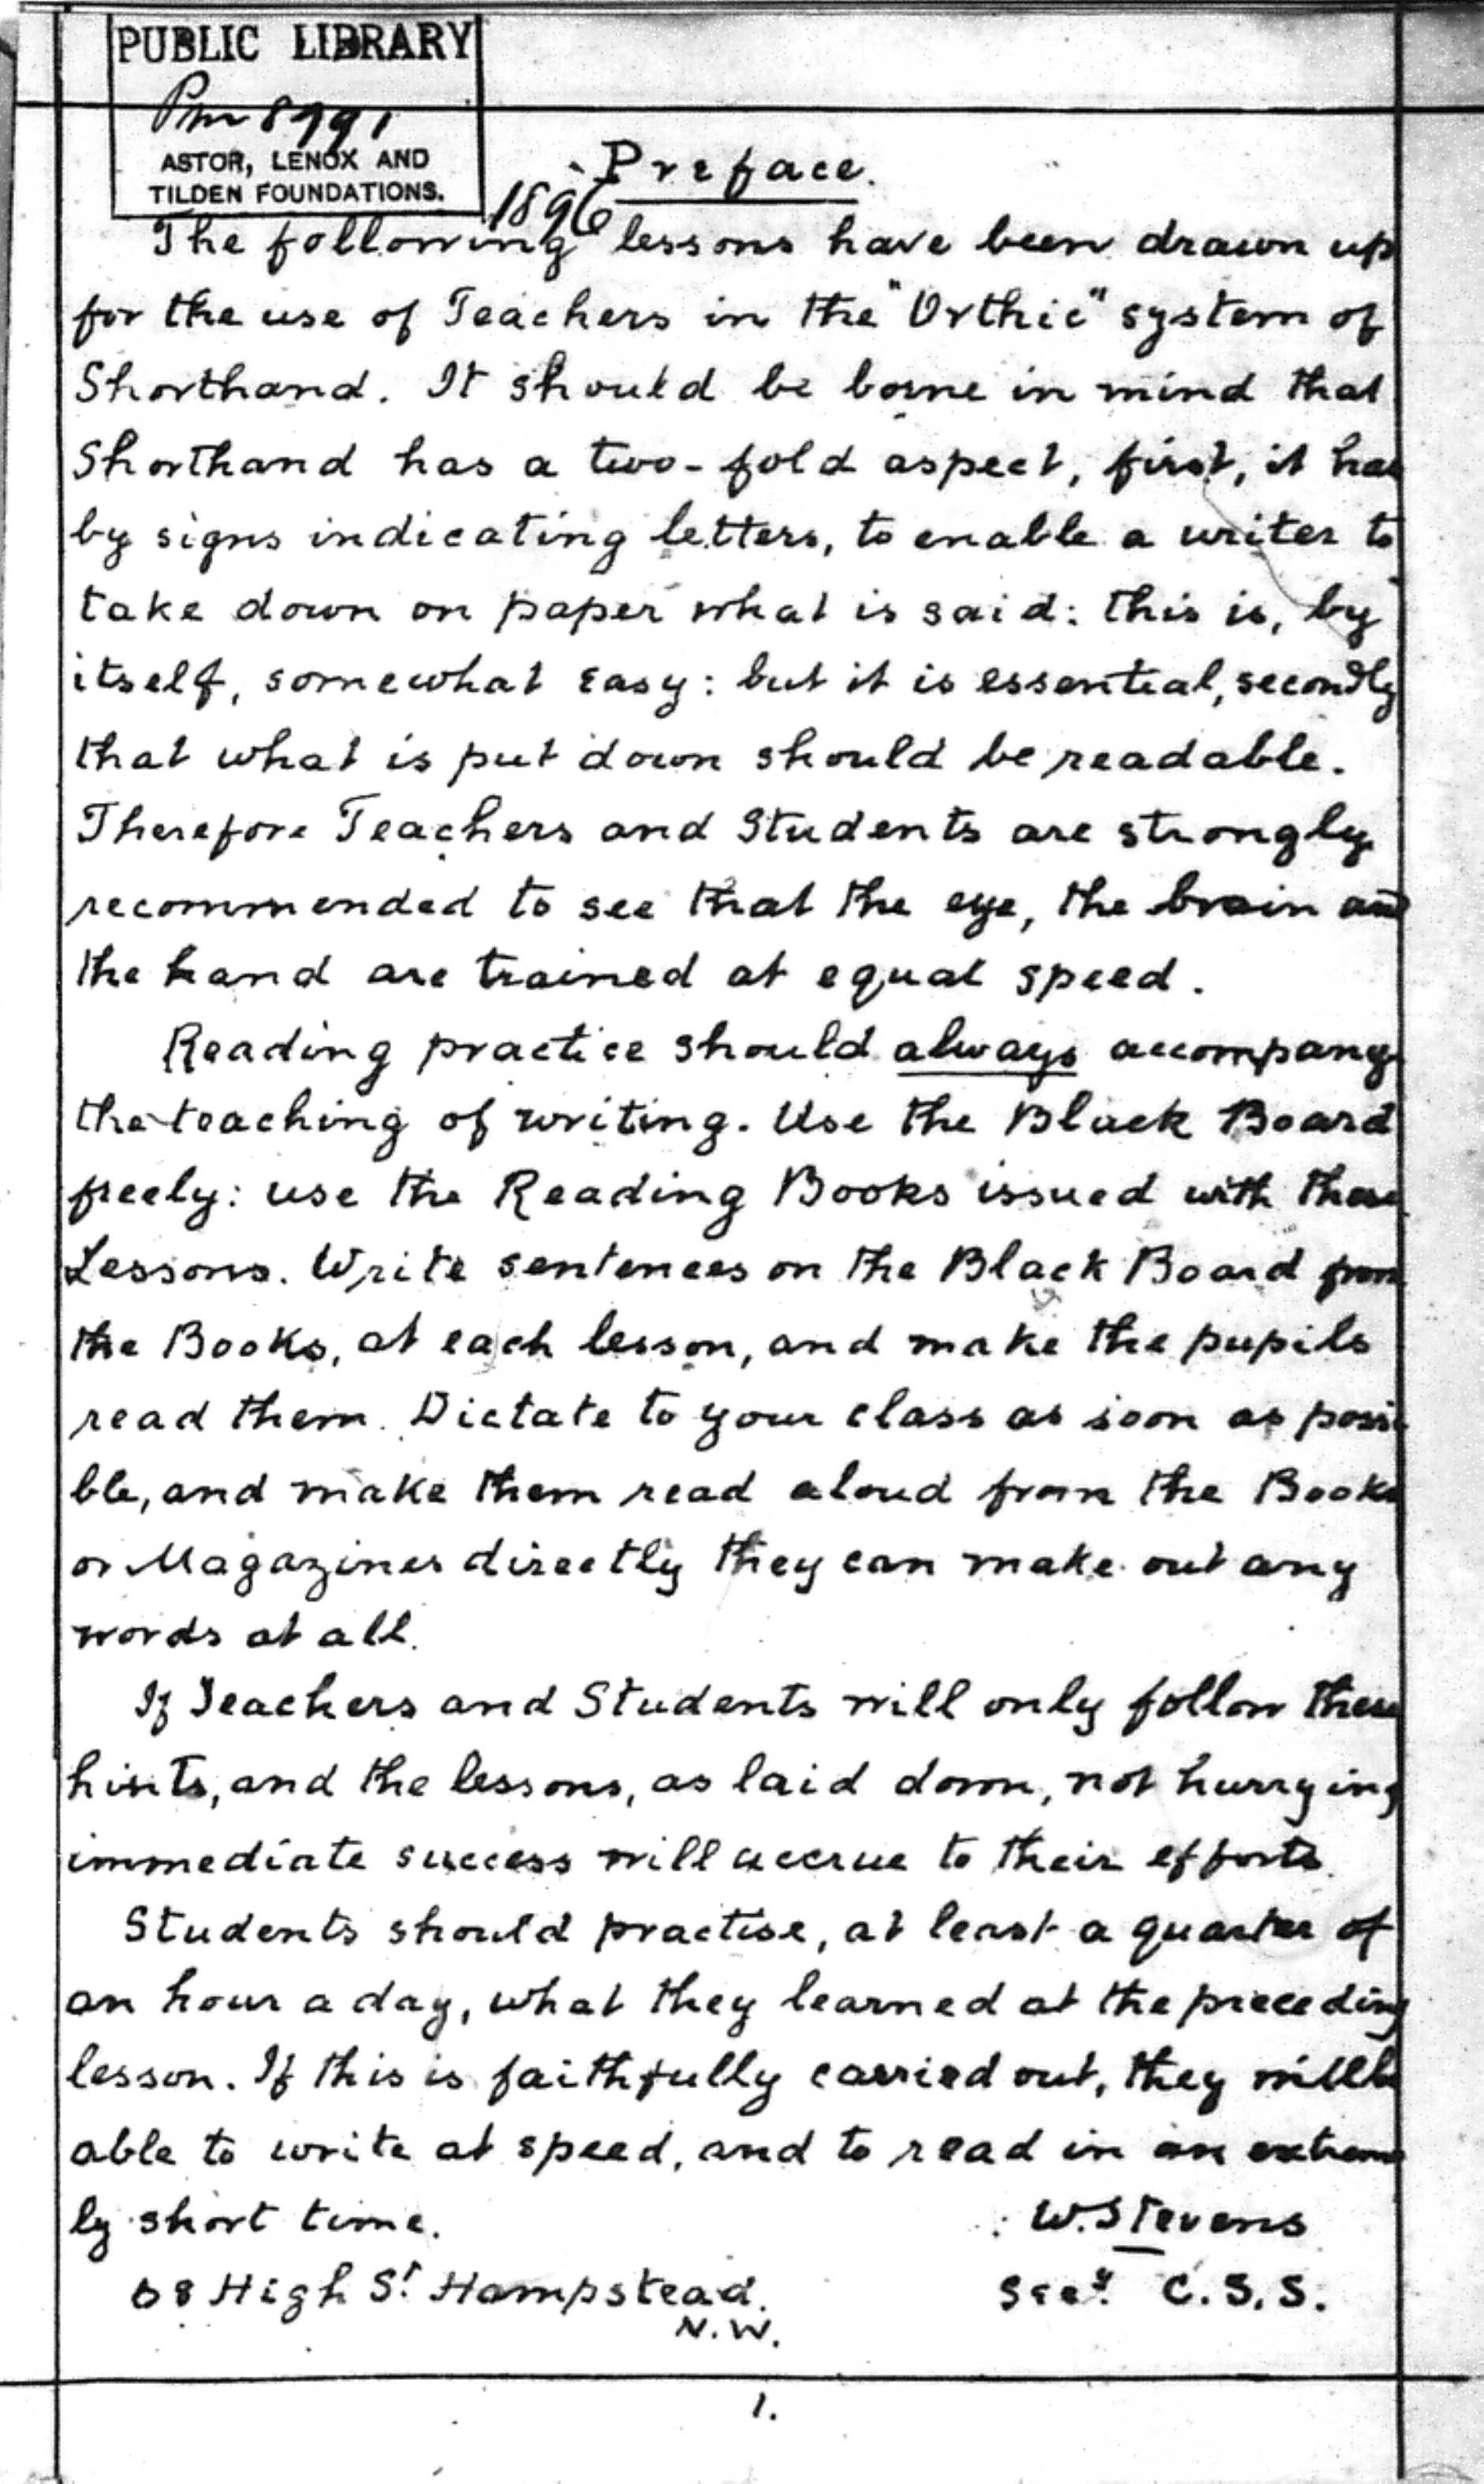 PUBLIC LIBRARY
Pm 8991
ASTOR, LENOX AND
TILDEN FOUNDATIONS.
1896
Preface.
The following lessons have been drawn up
for the use of Teachers in the "Orthic" system of
Shorthand. It should be borne in mind that
Shorthand has a two-fold aspect, first, it has
by signs indicating letters, to enable a writer to
take down on paper what is said: this is, by
itself, somewhat easy: but it is essential, secondly
that what is put down should be readable.
Therefore Teachers and Students are strongly
recommended to see that the eye, the brain and
the hand are trained at equal speed.
Reading practice should always accompany
the teaching of writing. Use the Black Board
freely: use the Reading Books issued with these
Lessons. Write sentences on the Black Board from
the Books, at each lesson, and make the pupils
read them. Dictate to your class as soon as possi
ble, and make them read aloud from the Books
or Magazines directly they can make out any
words at all.
If Teachers and Students will only follow these
hints, and the lessons, as laid down, not hurrying
immediate success will accrue to their efforts.
Students should practise, at least a quarter of
an hour a day, what they learned at the preceding
lesson. If this is faithfully carried out, they will be
able to write at speed, and to read in an extreme
ly short time.
W. Stevens
68 High St. Hampstead. Secy. C.S.S.
N.W.
1.